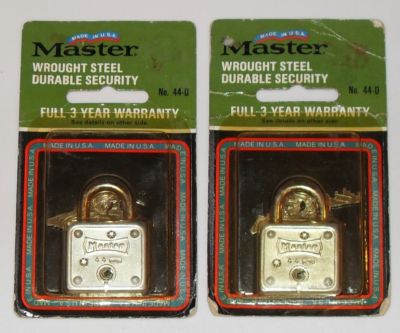 MADE IN U.S.A.
Master
WROUGHT STEEL
DURABLE SECURITY
No. 44-D
FULL 3 YEAR WARRANTY
See details on other side.
MADE IN U.S.A. MADE IN U.S.A. MADE IN U.S.A.
Master
44
MADE IN U.S.A.
Master
WROUGHT STEEL
DURABLE SECURITY
No. 44-D
FULL 3 YEAR WARRANTY
See details on other side.
MADE IN U.S.A. MADE IN U.S.A. MADE IN U.S.A.
Master
44